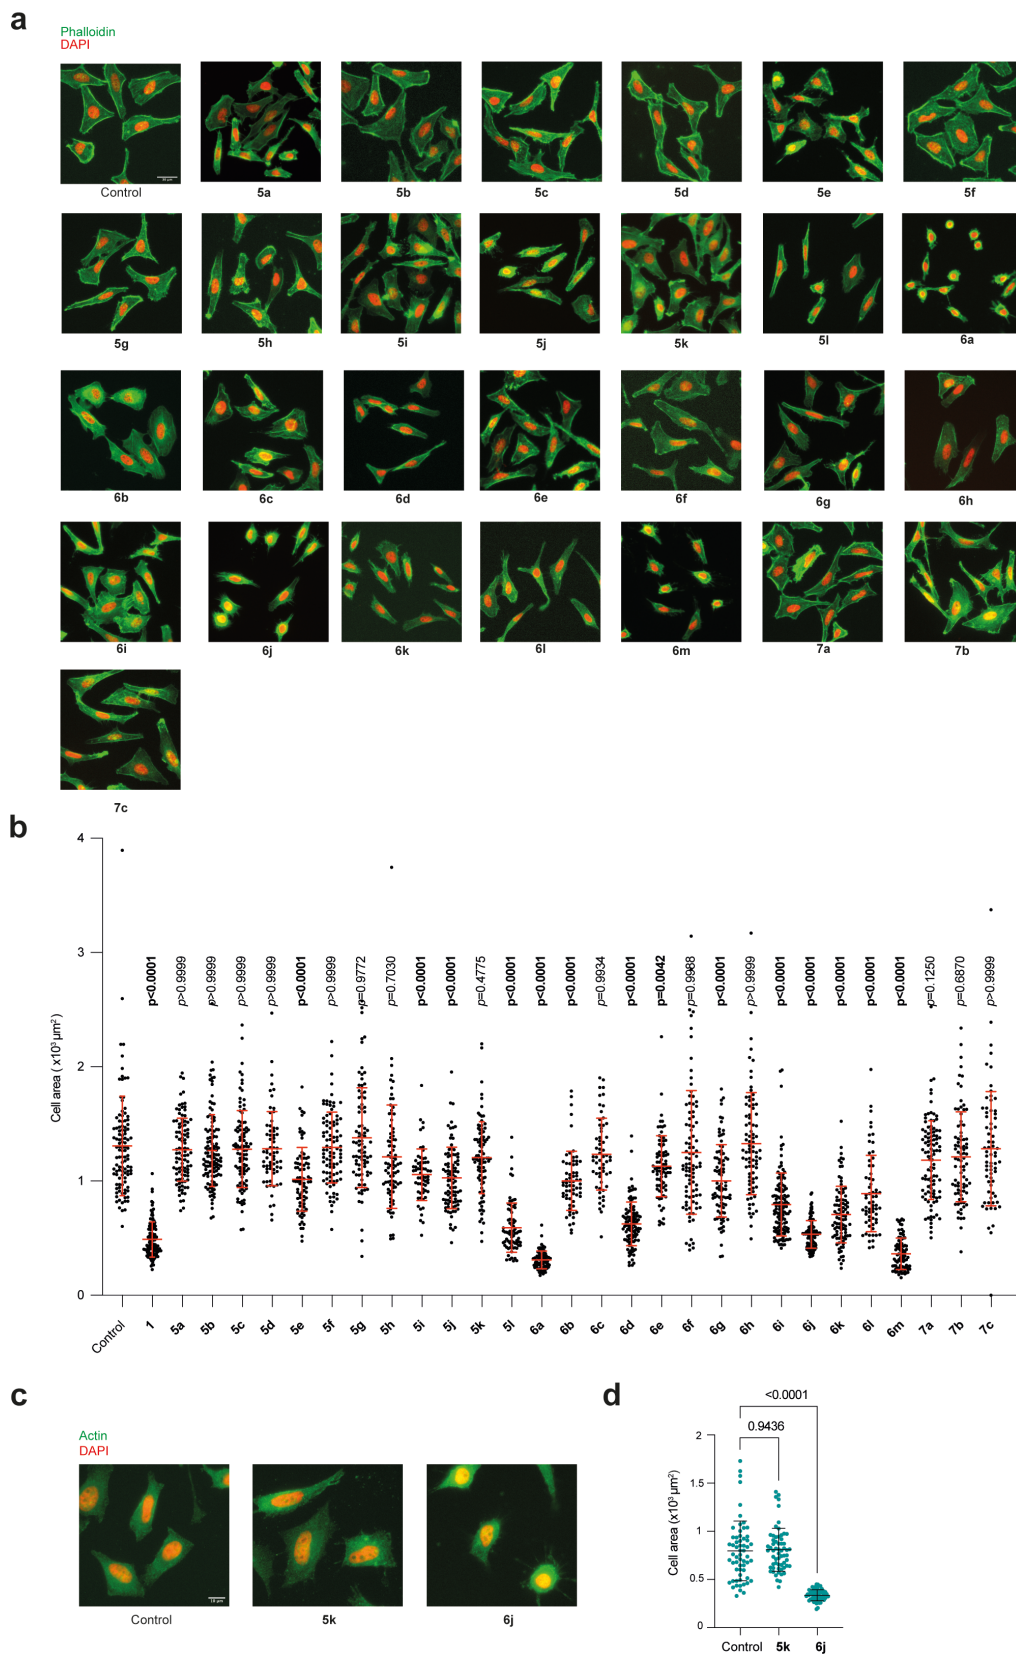 a
Phalloidin
DAPI
Control
5a
5b
5c
5d
5e
5f
5g
5h
5i
5j
5k
5l
6a
6b
6c
6d
6e
6f
6g
6h
6i
6j
6k
6l
6m
7a
7b
7c
b
Cell area ( x10³ µm²)
4
3
2
1
0
p<0.0001
p>0.9999
p>0.9999
p>0.9999
p>0.9999
p<0.0001
p>0.9999
p=0.9772
p=0.7030
p<0.0001
p<0.0001
p=0.4775
p<0.0001
p<0.0001
p<0.0001
p=0.9934
p<0.0001
p=0.0042
p=0.9988
p<0.0001
p>0.9999
p<0.0001
p<0.0001
p<0.0001
p<0.0001
p<0.0001
p=0.1250
p=0.6870
p>0.9999
Control
1
5a
5b
5c
5d
5e
5f
5g
5h
5i
5j
5k
5l
6a
6b
6c
6d
6e
6f
6g
6h
6i
6j
6k
6l
6m
7a
7b
7c
c
Actin
DAPI
10 µm
Control
5k
6j
d
<0.0001
0.9436
Cell area (x10³ µm²)
2
1.5
1
0.5
0
Control
5k
6j